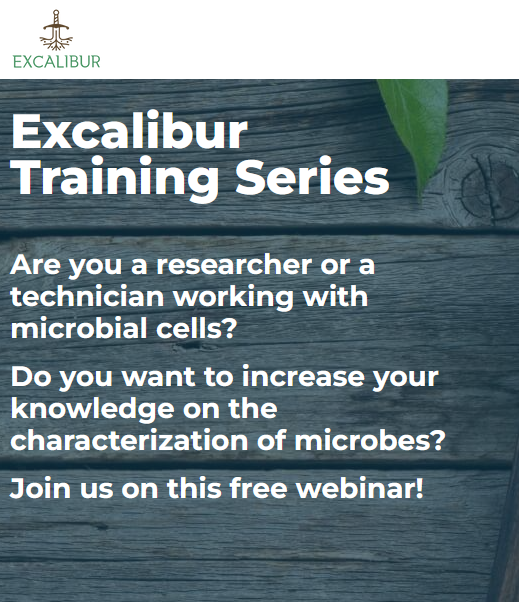 EXCALIBUR
Excalibur
Training Series
Are you a researcher or a
technician working with
microbial cells?
Do you want to increase your
knowledge on the
characterization of microbes?
Join us on this free webinar!